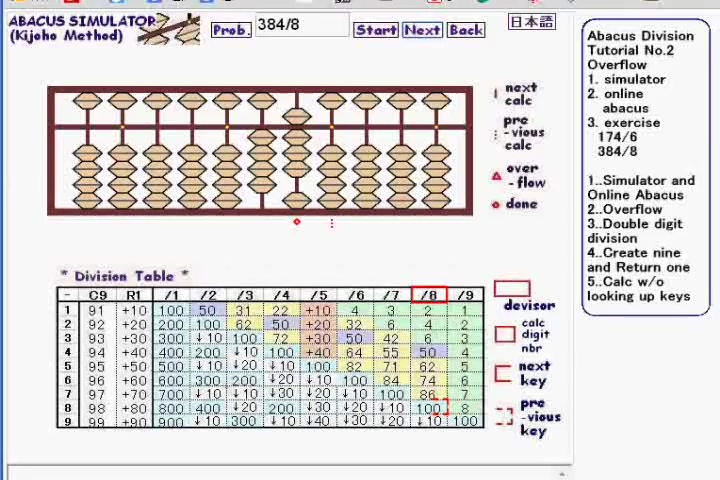 ABACUS SIMULATOR
(Kijoho Method)
Prob.
384/8
Start
Next
Back
日本語
next
calc
pre
-vious
calc
over
-flow
done
* Division Table *
- C9 R1 /1 /2 /3 /4 /5 /6 /7 /8 /9
1 91 +10 100 50 31 22 +10 4 3 2 1
2 92 +20 200 100 62 50 +20 32 6 4 2
3 93 +30 ↓10 100 72 +30 50 42 6 3
4 94 +40 400 200 ↓10 100 +40 64 55 50 4
5 95 +50 ↓20 ↓10 ↓10 100 82 71 62 5
6 96 +60 600 300 200 ↓10 ↓10 100 84 74 6
7 97 +70 ↓30 ↓20 ↓10 ↓10 ↓10 100 86 7
8 98 +80 800 400 ↓20 200 ↓10 ↓10 ↓10 100 8
9 99 +90 900 ↓10 300 ↓10 ↓10 ↓10 ↓10 ↓10 100
devisor
calc
digit
nbr
next
key
pre
-vious
key
Abacus Division
Tutorial No.2
Overflow
1. simulator
2. online
abacus
3. exercise
174/6
384/8
1..Simulator and
Online Abacus
2..Overflow
3..Double digit
division
4..Create nine
and Return one
5..Calc w/o
looking up keys